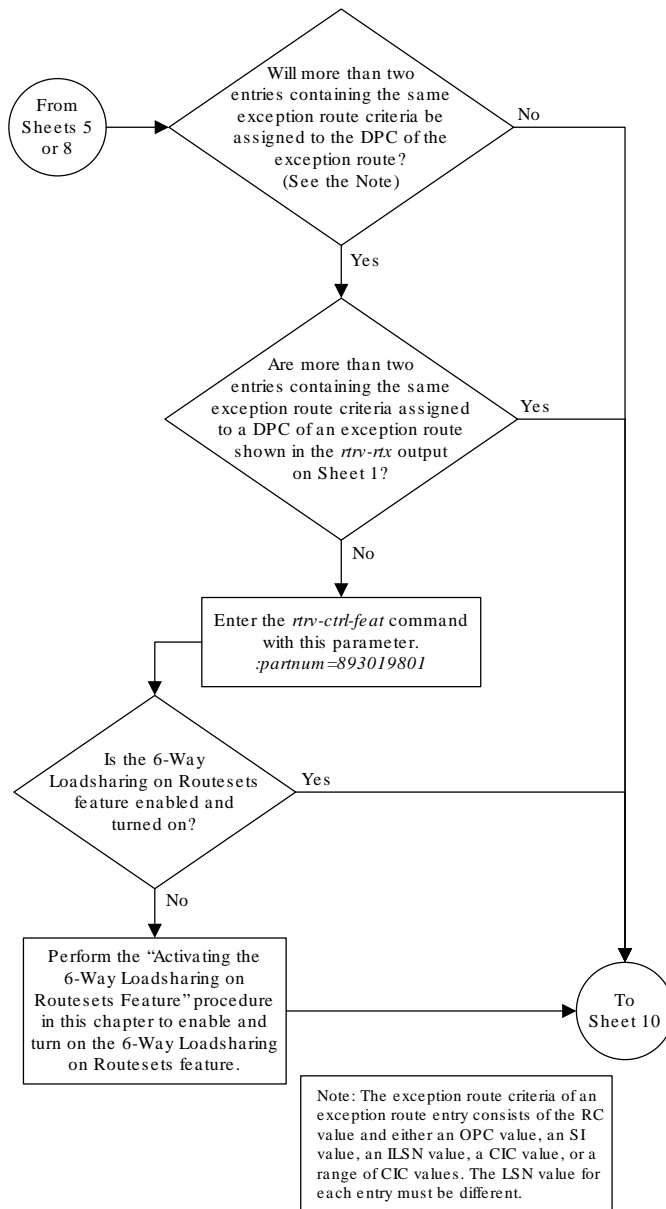 From
Sheets 5
or 8
Will more than two
entries containing the same
exception route criteria be
assigned to the DPC of the
exception route?
(See the Note)
No
Yes
Are more than two
entries containing the same
exception route criteria assigned
to a DPC of an exception route
shown in the rtrv-rtx output
on Sheet 1?
Yes
No
Enter the rtrv-ctrl-feat command
with this parameter.
:partnum=893019801
Is the 6-Way
Loadsharing on Routesets
feature enabled and
turned on?
Yes
No
Perform the “Activating the
6-Way Loadsharing on
Routesets Feature” procedure
in this chapter to enable and
turn on the 6-Way Loadsharing
on Routesets feature.
To
Sheet 10
Note: The exception route criteria of an
exception route entry consists of the RC
value and either an OPC value, an SI
value, an ILSN value, a CIC value, or a
range of CIC values. The LSN value for
each entry must be different.